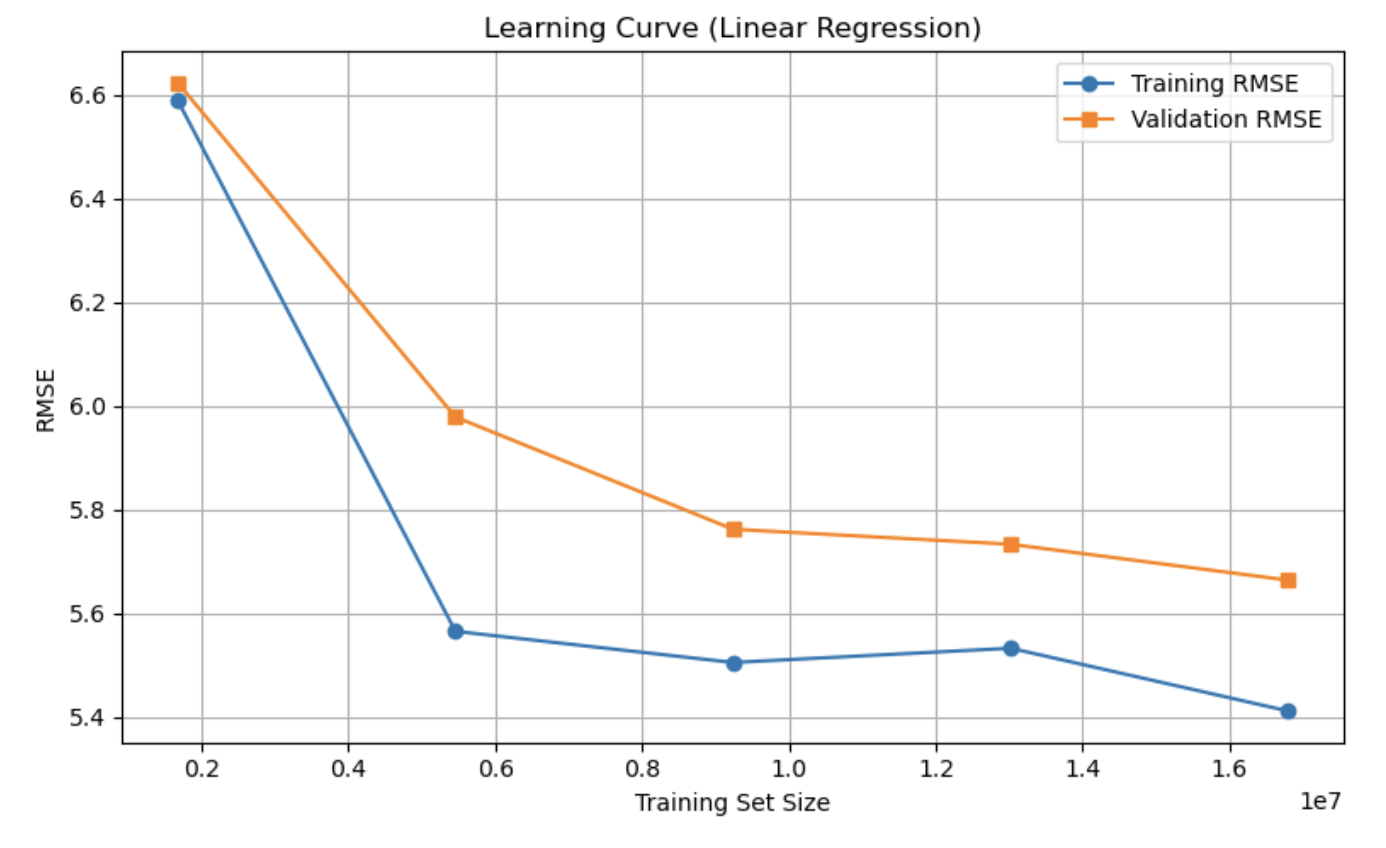 Learning Curve (Linear Regression)
Training RMSE
Validation RMSE
6.6
6.4
6.2
6.0
5.8
5.6
5.4
RMSE
0.2 0.4 0.6 0.8 1.0 1.2 1.4 1.6
Training Set Size
1e7